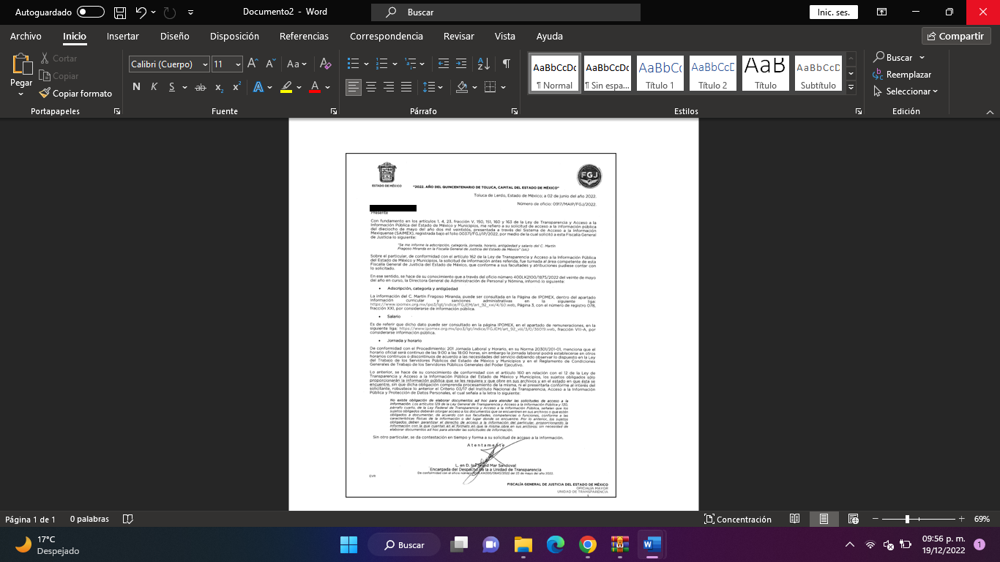 Autoguardado
Documento2 - Word
Buscar
Inic. ses.
Archivo Inicio Insertar Diseño Disposición Referencias Correspondencia Revisar Vista Ayuda
Compartir
Pegar
Cortar
Copiar
Copiar formato
Portapapeles
Calibri (Cuerpo) 11
N K S ab x₂ x²
Fuente
Párrafo
AaBbCcDc AaBbCcDc AaBbCc AaBbCcD AaB AaBbCcD
¶ Normal ¶ Sin espa... Título 1 Título 2 Título Subtítulo
Estilos
Buscar
Reemplazar
Seleccionar
Edición
ESTADO DE MÉXICO
FGJ
"2022. AÑO DEL QUINCENTENARIO DE TOLUCA, CAPITAL DEL ESTADO DE MÉXICO"
Toluca de Lerdo, Estado de México; a 02 de junio del año 2022.
Número de oficio: 0917/MAIP/FGJ/2022.
Presente
Con fundamento en los artículos 1, 4, 23, fracción V, 150, 151, 160 y 163 de la Ley de Transparencia y Acceso a la
Información Pública del Estado de México y Municipios, me refiero a su solicitud de acceso a la información pública
del dieciocho de mayo del año dos mil veintidós, presentada a través del Sistema de Acceso a la Información
Mexiquense (SAIMEX), registrada bajo el folio 00371/FGJ/IP/2022, por medio de la cual solicitó a esta Fiscalía General
de Justicia lo siguiente:
"Se me informe la adscripción, categoría, jornada, horario, antigüedad y salario del C. Martín
Fragoso Miranda en la Fiscalía General de Justicia del Estado de México" (sic)
Sobre el particular, de conformidad con el artículo 162 de la Ley de Transparencia y Acceso a la Información Pública
del Estado de México y Municipios, la solicitud de información antes referida, fue turnada al área competente de esta
Fiscalía General de Justicia del Estado de México, que conforme a sus facultades y atribuciones pudiese contar con
lo solicitado.
En ese sentido, se hace de su conocimiento que a través del oficio número 400LK2100/1875/2022 del veinte de mayo
del año en curso, la Directora General de Administración de Personal y Nómina, informó lo siguiente:
• Adscripción, categoría y antigüedad
La información del C. Martín Fragoso Miranda, puede ser consultada en la Página de IPOMEX, dentro del apartado
información curricular y sanciones administrativas en la siguiente liga:
https://www.ipomex.org.mx/ipo3/lgt/indice/FGJEM/art_92_xxi/4/60.web, Página 3, con el número de registro 078,
fracción XXI, por considerarse de información pública.
• Salario
Es de referir que dicho dato puede ser consultado en la página IPOMEX, en el apartado de remuneraciones, en la
siguiente liga: https://www.ipomex.org.mx/ipo3/lgt/indice/FGJEM/art_92_viii/3/0/36019.web, fracción VIII-A, por
considerarse información pública.
• Jornada y horario
De conformidad con el Procedimiento: 201 Jornada Laboral y Horario, en su Norma 20301/201-01, menciona que el
horario oficial será continuo de las 9:00 a las 18:00 horas, sin embargo la jornada laboral podrá establecerse en otros
horarios continuos o discontinuos de acuerdo a las necesidades del servicio debiendo observar lo dispuesto en la Ley
del Trabajo de los Servidores Públicos del Estado de México y Municipios y en el Reglamento de Condiciones
Generales de Trabajo de los Servidores Públicos Generales del Poder Ejecutivo.
Lo anterior, se hace de su conocimiento de conformidad con el artículo 160 en relación con el 12 de la Ley de
Transparencia y Acceso a la Información Pública del Estado de México y Municipios, los sujetos obligados sólo
proporcionarán la información pública que se les requiera y que obre en sus archivos y en el estado en que ésta se
encuentre, sin que dicha obligación comprenda procesamiento de la misma, ni el presentarla conforme al interés del
solicitante, robustece lo anterior el Criterio 03/17 del Instituto Nacional de Transparencia, Acceso a la Información
Pública y Protección de Datos Personales, el cual señala a la letra lo siguiente:
No existe obligación de elaborar documentos ad hoc para atender las solicitudes de acceso a la
información. Los artículos 129 de la Ley General de Transparencia y Acceso a la Información Pública y 130,
párrafo cuarto, de la Ley Federal de Transparencia y Acceso a la Información Pública, señalan que los
sujetos obligados deberán otorgar acceso a los documentos que se encuentren en sus archivos o que estén
obligados a documentar, de acuerdo con sus facultades, competencias o funciones, conforme a las
características físicas de la información o del lugar donde se encuentre. Por lo anterior, los sujetos
obligados deben garantizar el derecho de acceso a la información del particular, proporcionando la
información con la que cuenten en el formato en que la misma obre en sus archivos; sin necesidad de
elaborar documentos ad hoc para atender las solicitudes de información.
Sin otro particular, se da contestación en tiempo y forma a su solicitud de acceso a la información.
Atentamente
L. en D. Mar Sandoval
Encargada del Despacho de la a Unidad de Transparencia
De conformidad con el oficio número del 23 de mayo del año 2022.
EVR
FISCALÍA GENERAL DE JUSTICIA DEL ESTADO DE MÉXICO
OFICIALÍA MAYOR
UNIDAD DE TRANSPARENCIA
Página 1 de 1 0 palabras
Concentración
69%
17°C
Despejado
Buscar
09:56 p. m.
19/12/2022
1